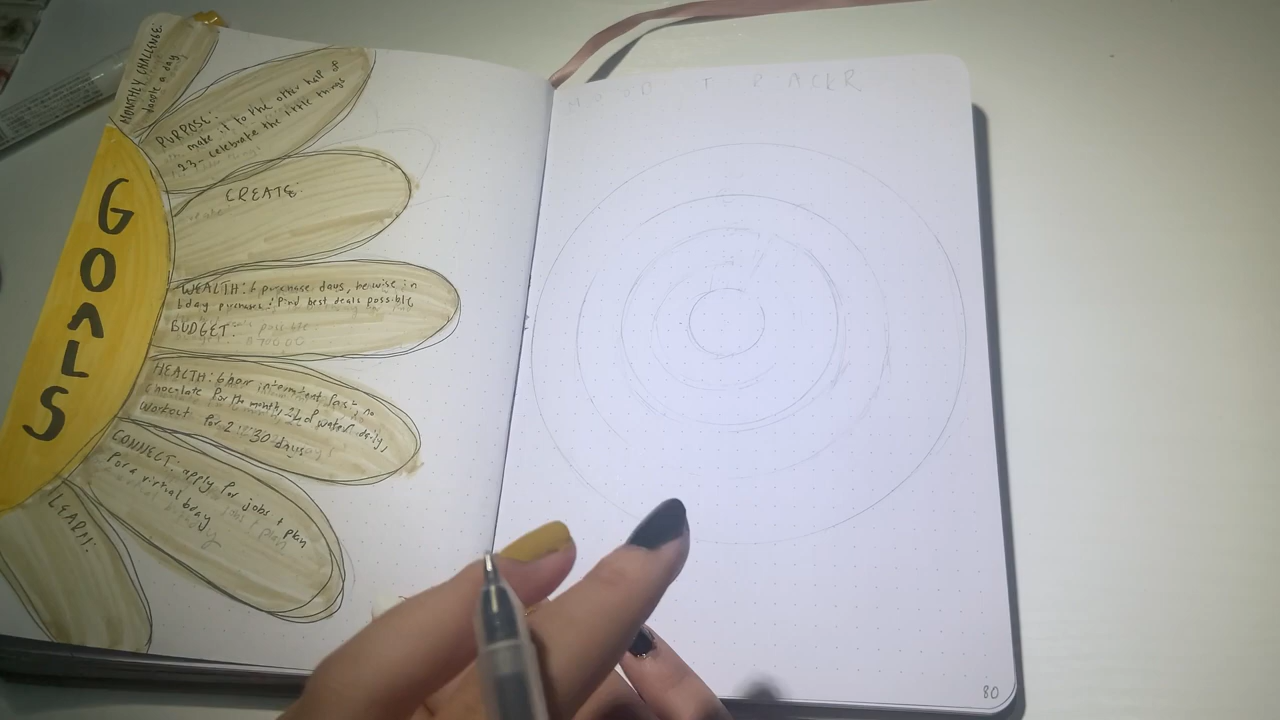 MONTHLY CHALLENGE:
doodle a day
PURPOSE:
make it to the other half of
23- celebrate the little things
CREATE:
GOALS
WEALTH: 6 purchase days, be wise in
bday purchases: find best deals possible
BUDGET:
HEALTH: 6 hour intermitent fast, no
chocolate for the month, 2L of water daily,
workout for 21/30 days
CONNECT: apply for jobs + plan
for a virtual bday
LEARN:
MOOD TRACKR
80